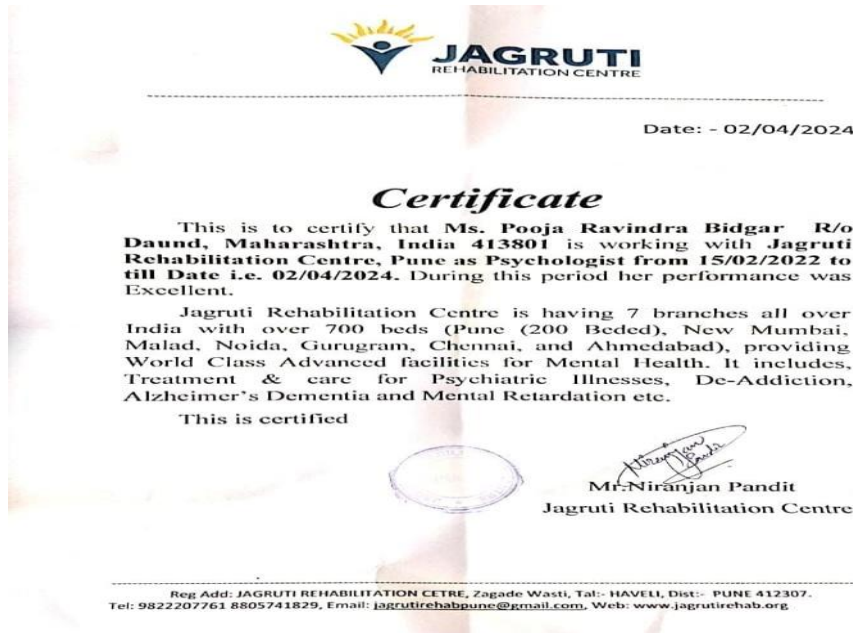 JAGRUTI
REHABILITATION CENTRE
Date: - 02/04/2024
Certificate
This is to certify that Ms. Pooja Ravindra Bidgar R/o
Daund, Maharashtra, India 413801 is working with Jagruti
Rehabilitation Centre, Pune as Psychologist from 15/02/2022 to
till Date i.e. 02/04/2024. During this period her performance was
Excellent.
Jagruti Rehabilitation Centre is having 7 branches all over
India with over 700 beds (Pune (200 Beded), New Mumbai,
Malad, Noida, Gurugram, Chennai, and Ahmedabad), providing
World Class Advanced facilities for Mental Health. It includes,
Treatment & care for Psychiatric Illnesses, De-Addiction,
Alzheimer's Dementia and Mental Retardation etc.
This is certified
Niranjan
Pandit
Mr.Niranjan Pandit
Jagruti Rehabilitation Centre
Reg Add: JAGRUTI REHABILITATION CETRE, Zagade Wasti, Tal:- HAVELI, Dist:- PUNE 412307.
Tel: 9822207761 8805741829, Email: jagrutirehabpune@gmail.com, Web: www.jagrutirehab.org